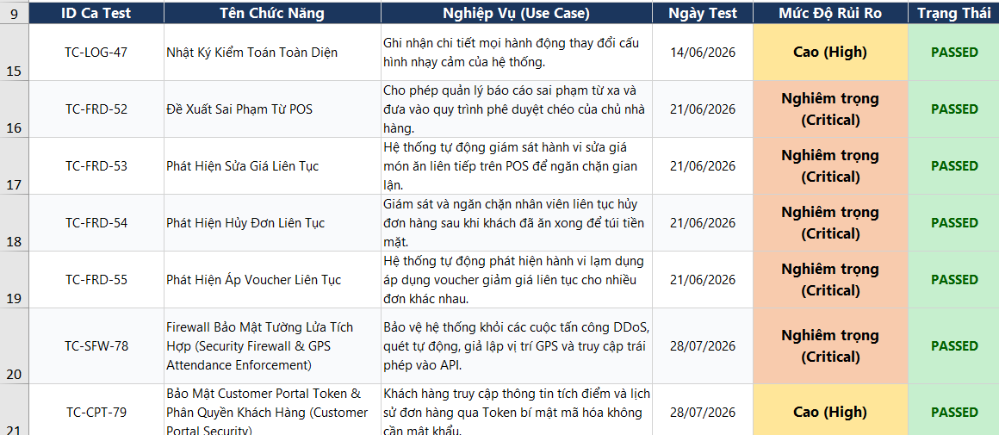 9 ID Ca Test Tên Chức Năng Nghiệp Vụ (Use Case) Ngày Test Mức Độ Rủi Ro Trạng Thái
Ghi nhận chi tiết mọi hành động thay đổi cấu
TC-LOG-47 Nhật Ký Kiểm Toán Toàn Diện 14/06/2026 Cao (High) PASSED
hình nhạy cảm của hệ thống.
15
Cho phép quản lý báo cáo sai phạm từ xa và Nghiêm trọng
TC-FRD-52 Đề Xuất Sai Phạm Từ POS đưa vào quy trình phê duyệt chéo của chủ nhà 21/06/2026 PASSED
hàng. (Critical)
16
Hệ thống tự động giám sát hành vi sửa giá Nghiêm trọng
TC-FRD-53 Phát Hiện Sửa Giá Liên Tục món ăn liên tiếp trên POS để ngăn chặn gian 21/06/2026 PASSED
lận. (Critical)
17
Giám sát và ngăn chặn nhân viên liên tục hủy Nghiêm trọng
TC-FRD-54 Phát Hiện Hủy Đơn Liên Tục đơn hàng sau khi khách đã ăn xong để túi tiền 21/06/2026 PASSED
mặt. (Critical)
18
Hệ thống tự động phát hiện hành vi lạm dụng Nghiêm trọng
TC-FRD-55 Phát Hiện Áp Voucher Liên Tục áp dụng voucher giảm giá liên tục cho nhiều 21/06/2026 PASSED
đơn khác nhau. (Critical)
19
Firewall Bảo Mật Tường Lửa Tích Bảo vệ hệ thống khỏi các cuộc tấn công DDoS, Nghiêm trọng
TC-SFW-78 Hợp (Security Firewall & GPS quét tự động, giả lập vị trí GPS và truy cập trái 28/07/2026 PASSED
Attendance Enforcement) phép vào API. (Critical)
20
Bảo Mật Customer Portal Token & Khách hàng truy cập thông tin tích điểm và lịch
TC-CPT-79 Phân Quyền Khách Hàng (Customer sử đơn hàng qua Token bí mật mã hóa không 28/07/2026 Cao (High) PASSED
Portal Security) cần mật khẩu.
21